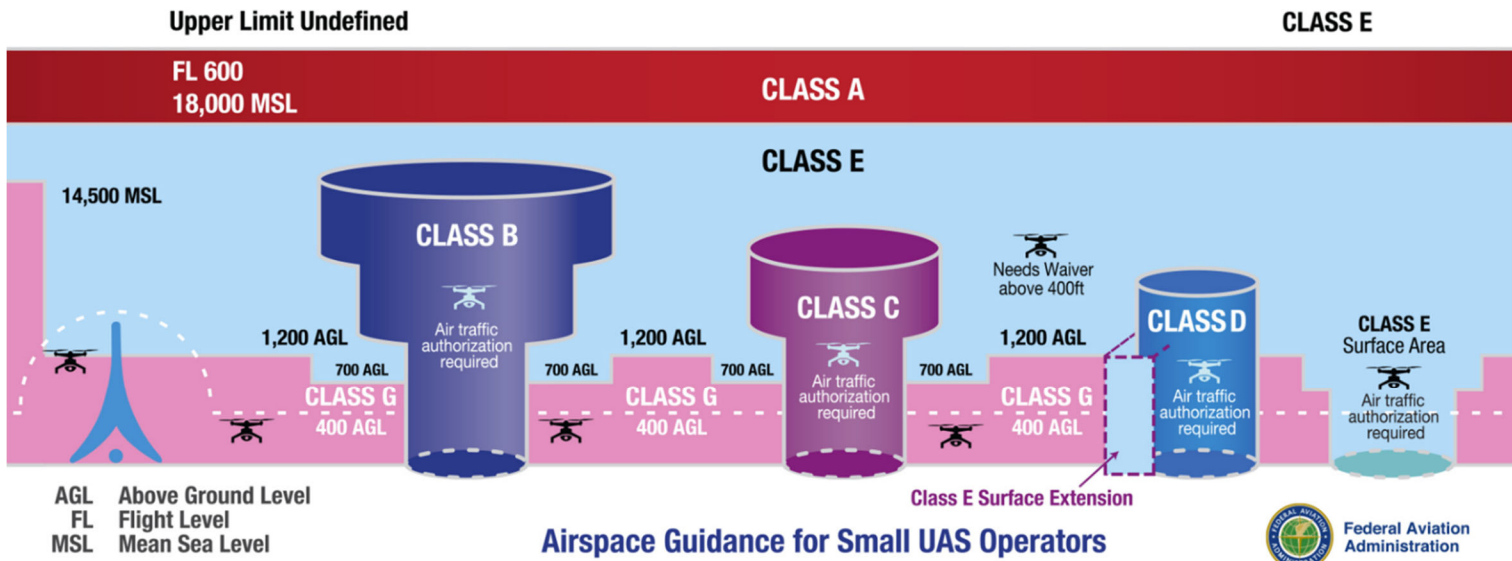 Upper Limit Undefined
CLASS E
FL 600
18,000 MSL
CLASS A
CLASS E
14,500 MSL
CLASS B
Air traffic
authorization
required
CLASS C
Air traffic
authorization
required
Needs Waiver
above 400ft
CLASS D
Air traffic
authorization
required
CLASS E
Surface Area
Air traffic
authorization
required
1,200 AGL
700 AGL
CLASS G
400 AGL
700 AGL
1,200 AGL
CLASS G
400 AGL
700 AGL
700 AGL
1,200 AGL
CLASS G
400 AGL
Class E Surface Extension
AGL Above Ground Level
FL Flight Level
MSL Mean Sea Level
Airspace Guidance for Small UAS Operators
Federal Aviation
Administration